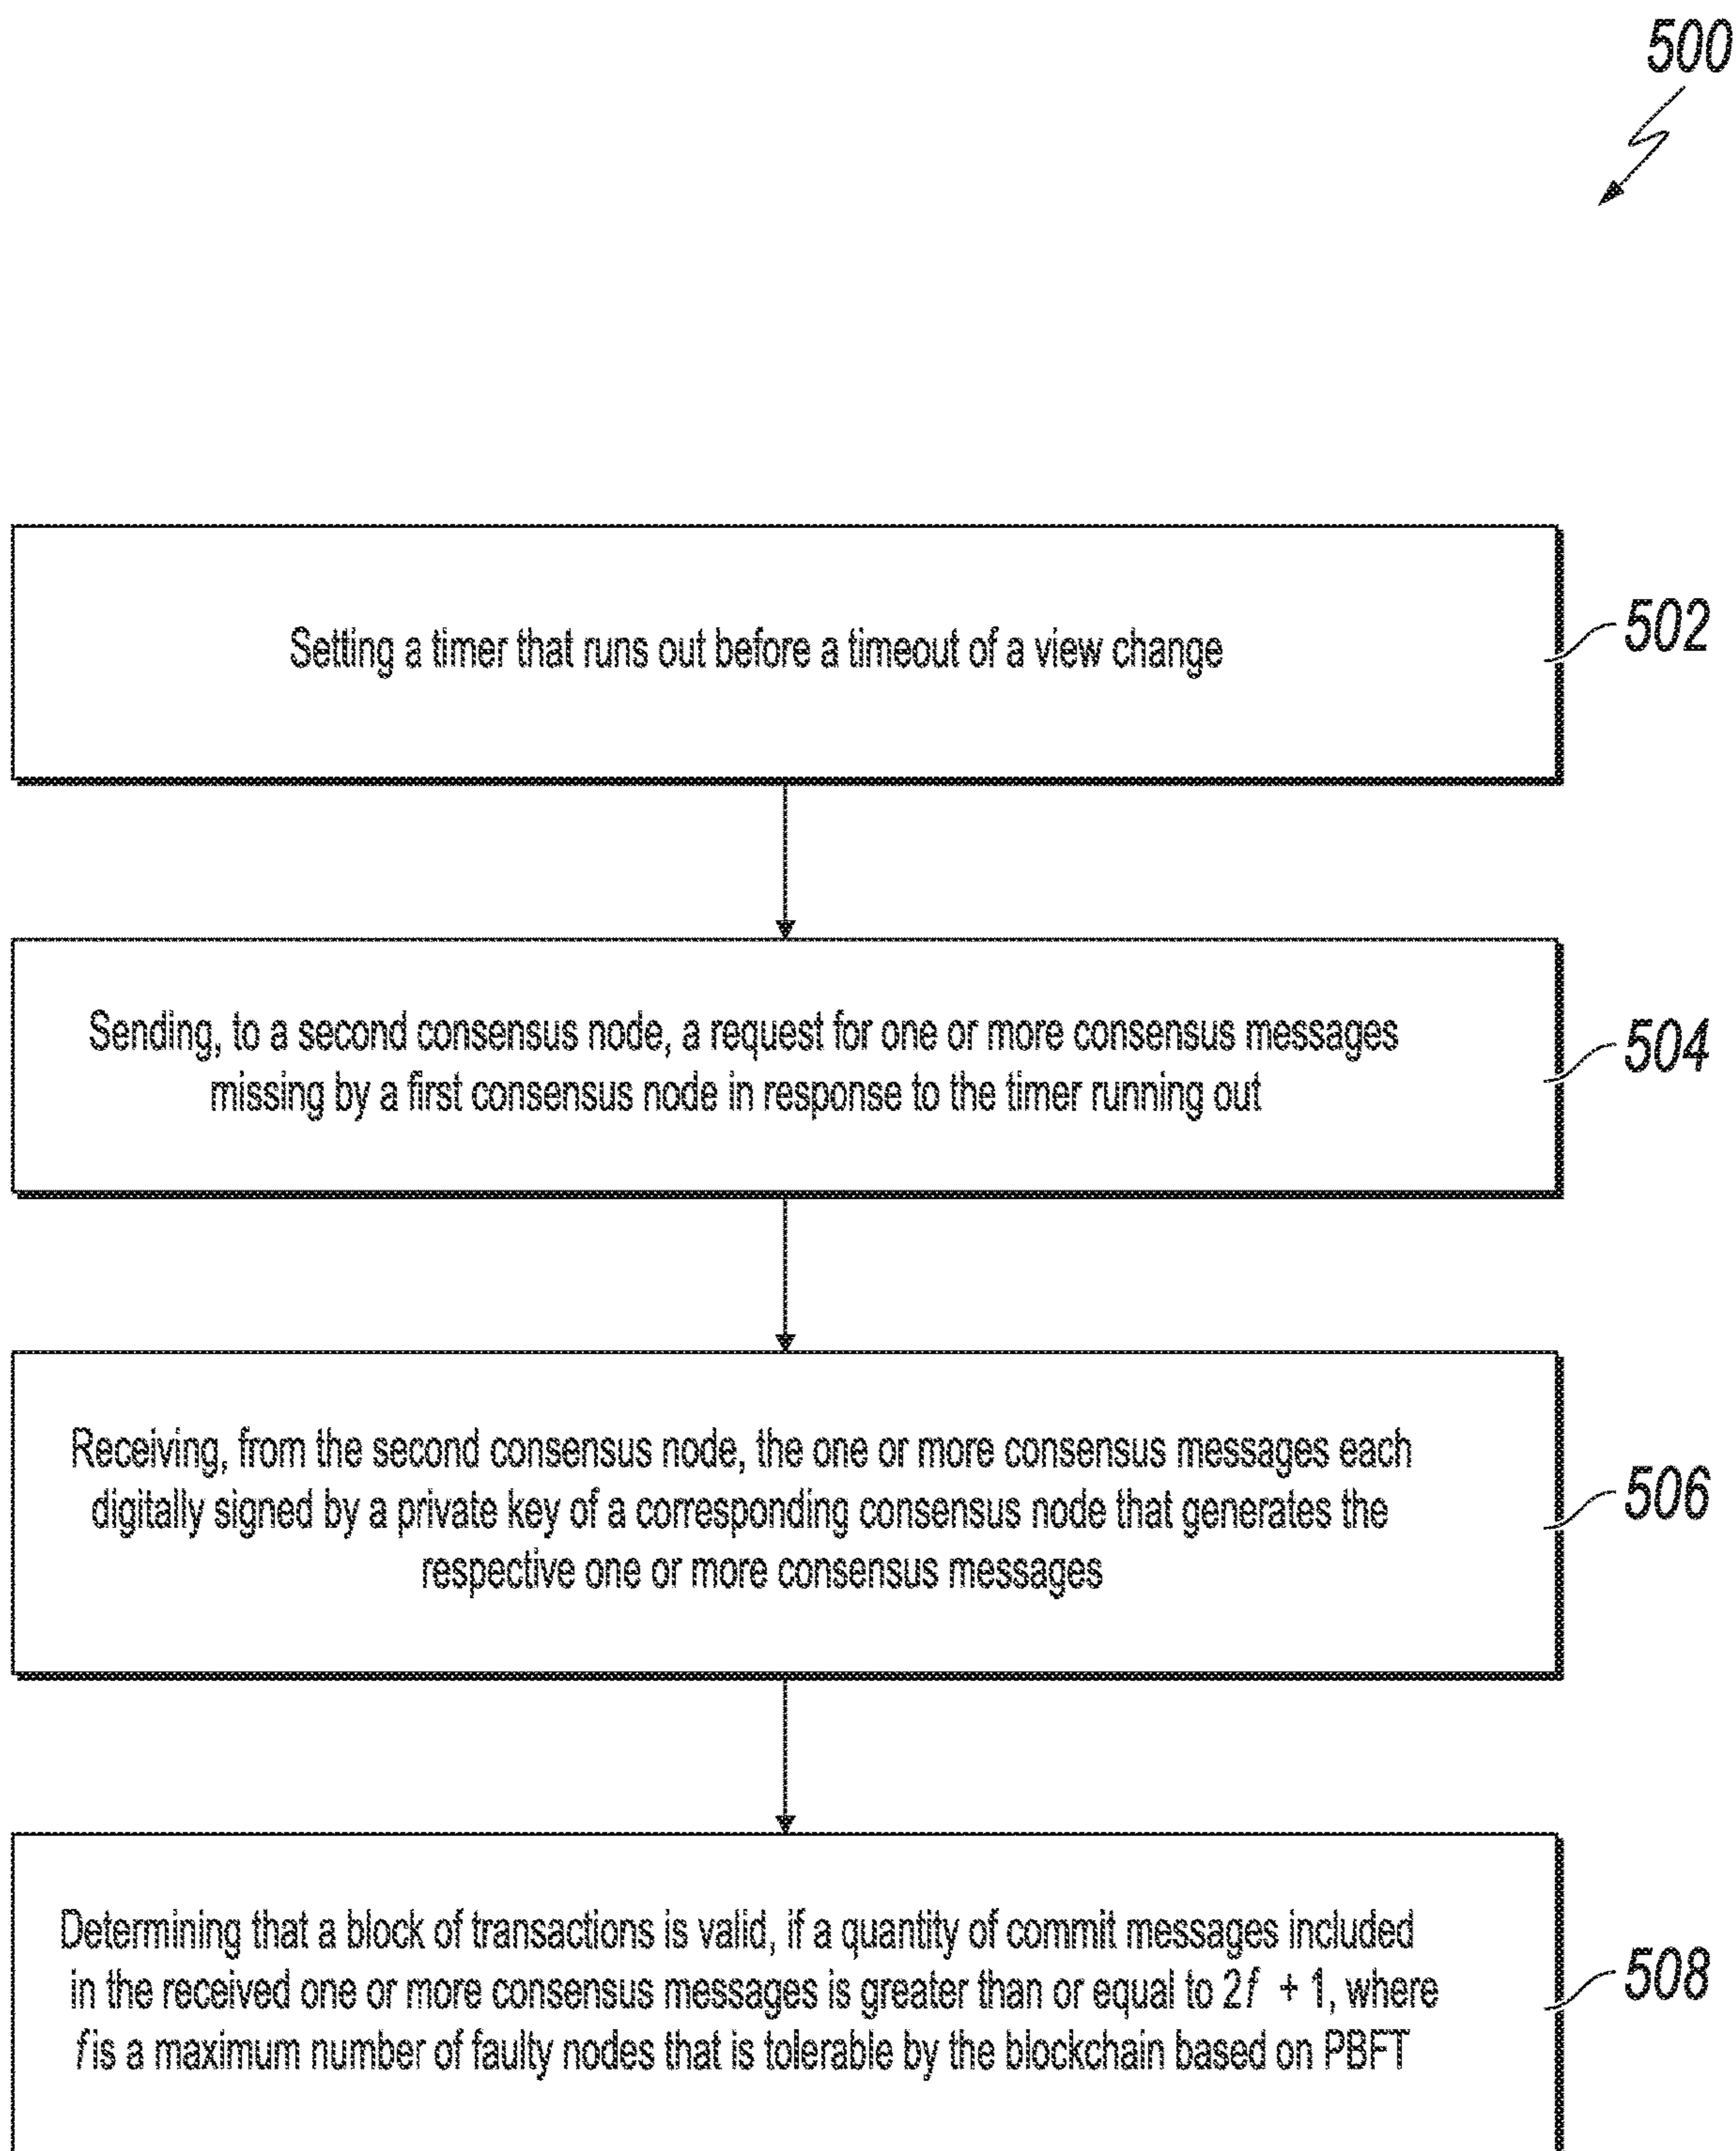 500
Setting a timer that runs out before a timeout of a view change
502
Sending, to a second consensus node, a request for one or more consensus messages
missing by a first consensus node in response to the timer running out
504
Receiving, from the second consensus node, the one or more consensus messages each
digitally signed by a private key of a corresponding consensus node that generates the
respective one or more consensus messages
506
Determining that a block of transactions is valid, if a quantity of commit messages included
in the received one or more consensus messages is greater than or equal to 2f + 1, where
f is a maximum number of faulty nodes that is tolerable by the blockchain based on PBFT
508